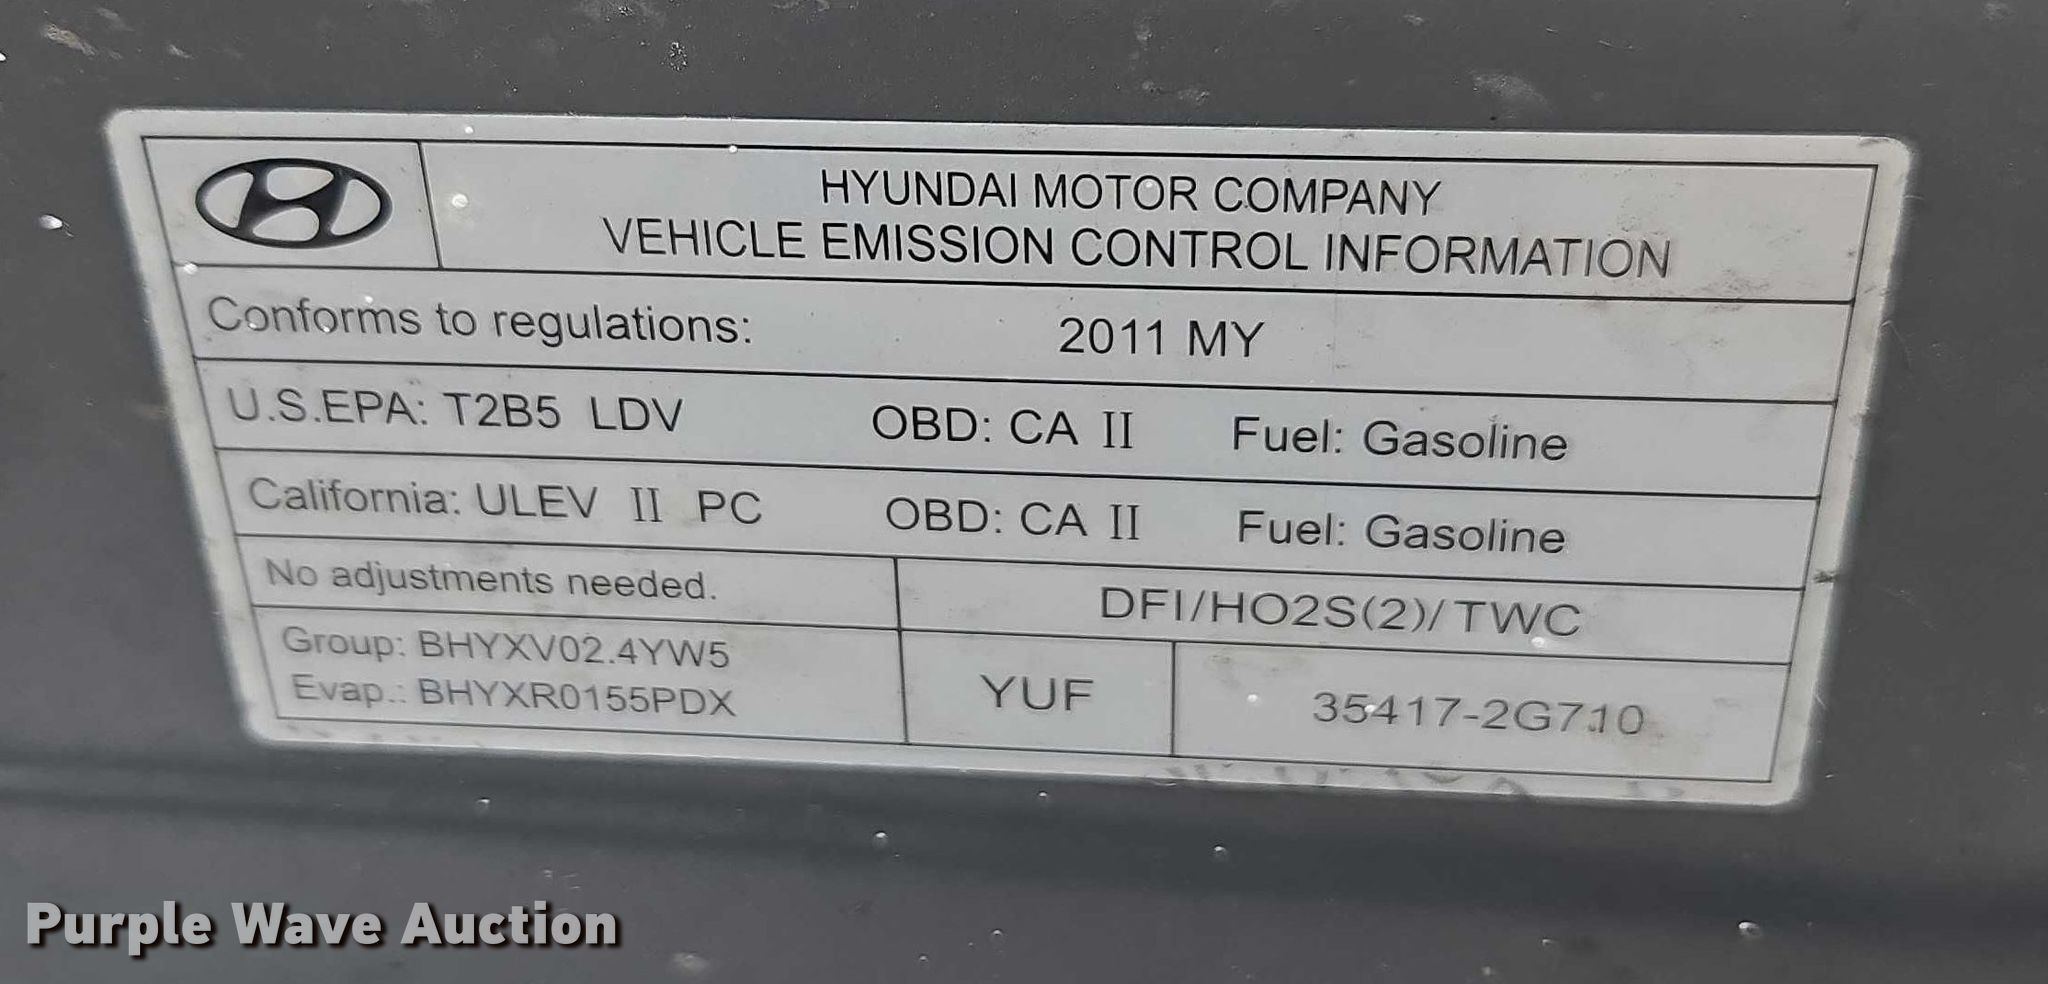 HYUNDAI MOTOR COMPANY
VEHICLE EMISSION CONTROL INFORMATION
Conforms to regulations: 2011 MY
U.S.EPA: T2B5 LDV OBD: CA II Fuel: Gasoline
California: ULEV II PC OBD: CA II Fuel: Gasoline
No adjustments needed. DFI/HO2S(2)/TWC
Group: BHYXV02.4YW5
Evap.: BHYXR0155PDX
YUF
35417-2G710
Purple Wave Auction